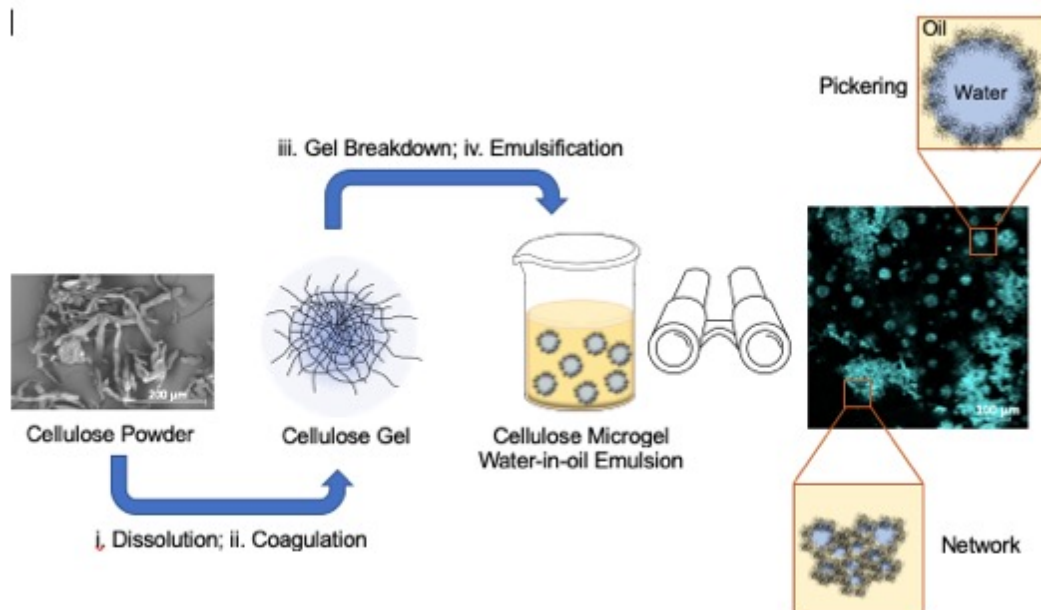 Oil
Pickering
Water
iii. Gel Breakdown; iv. Emulsification
200 μm
Cellulose Powder
Cellulose Gel
Cellulose Microgel
Water-in-oil Emulsion
100 μm
i. Dissolution; ii. Coagulation
Network